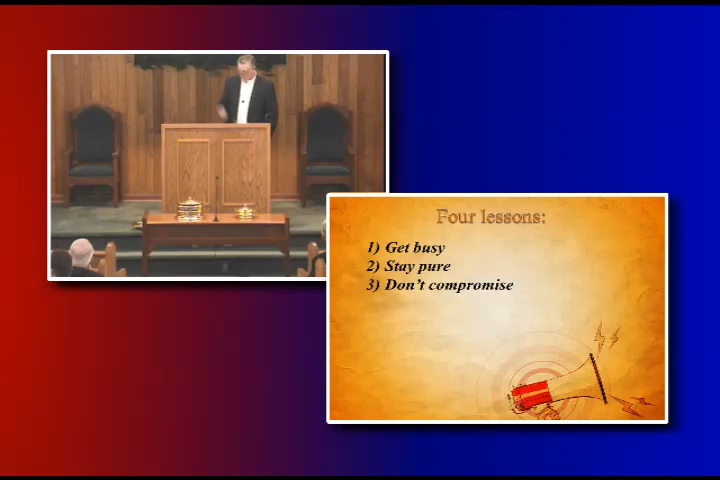 Four lessons:
1) Get busy
2) Stay pure
3) Don't compromise